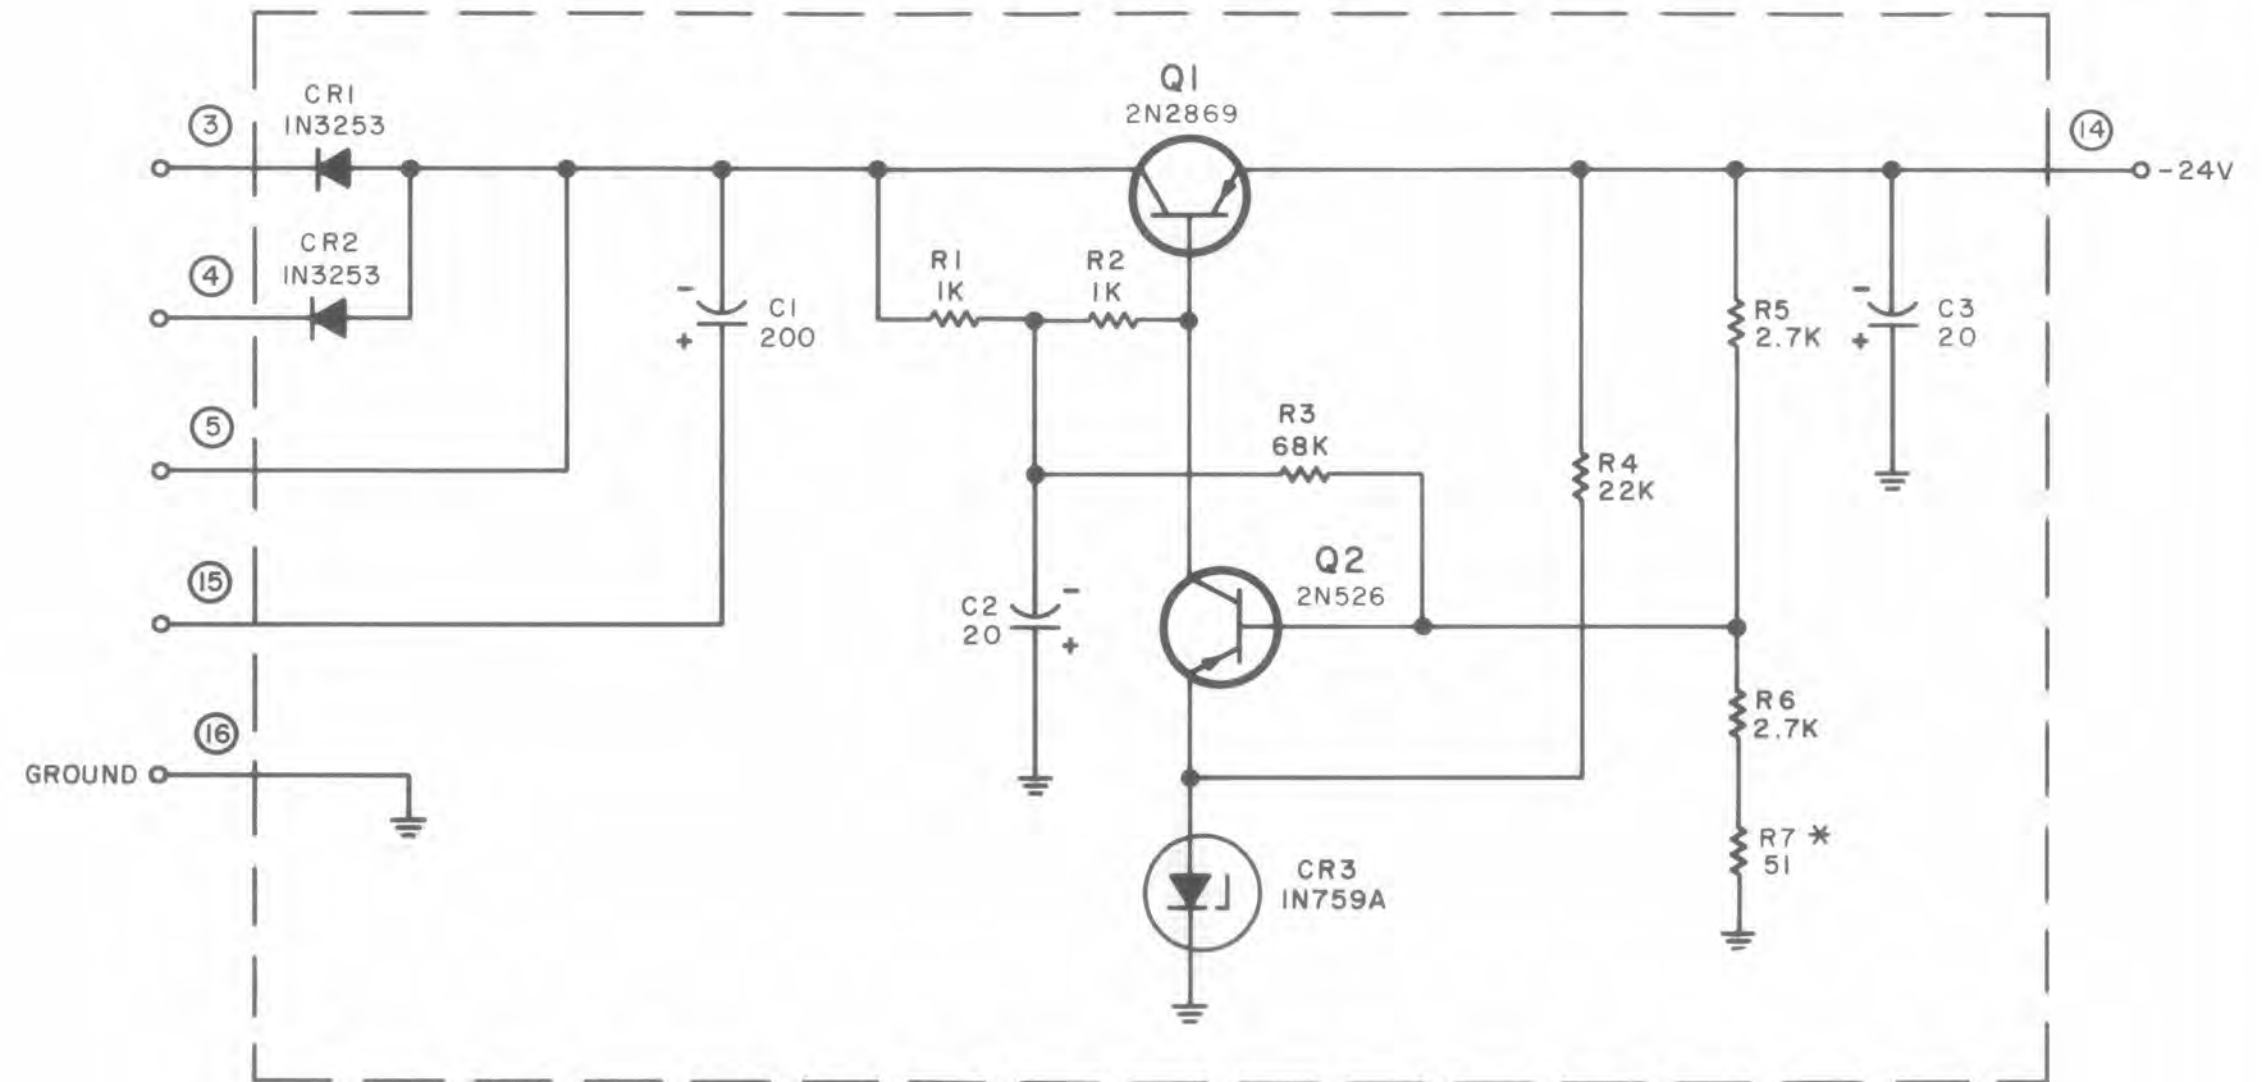 Q1
2N2869
CR1
1N3253
3
14
-24V
CR2
1N3253
4
R1
1K
R2
1K
-
+
C1
200
R5
2.7K
-
+
C3
20
5
R3
68K
R4
22K
15
Q2
2N526
C2
20
-
+
R6
2.7K
16
GROUND
R7 *
51
CR3
1N759A